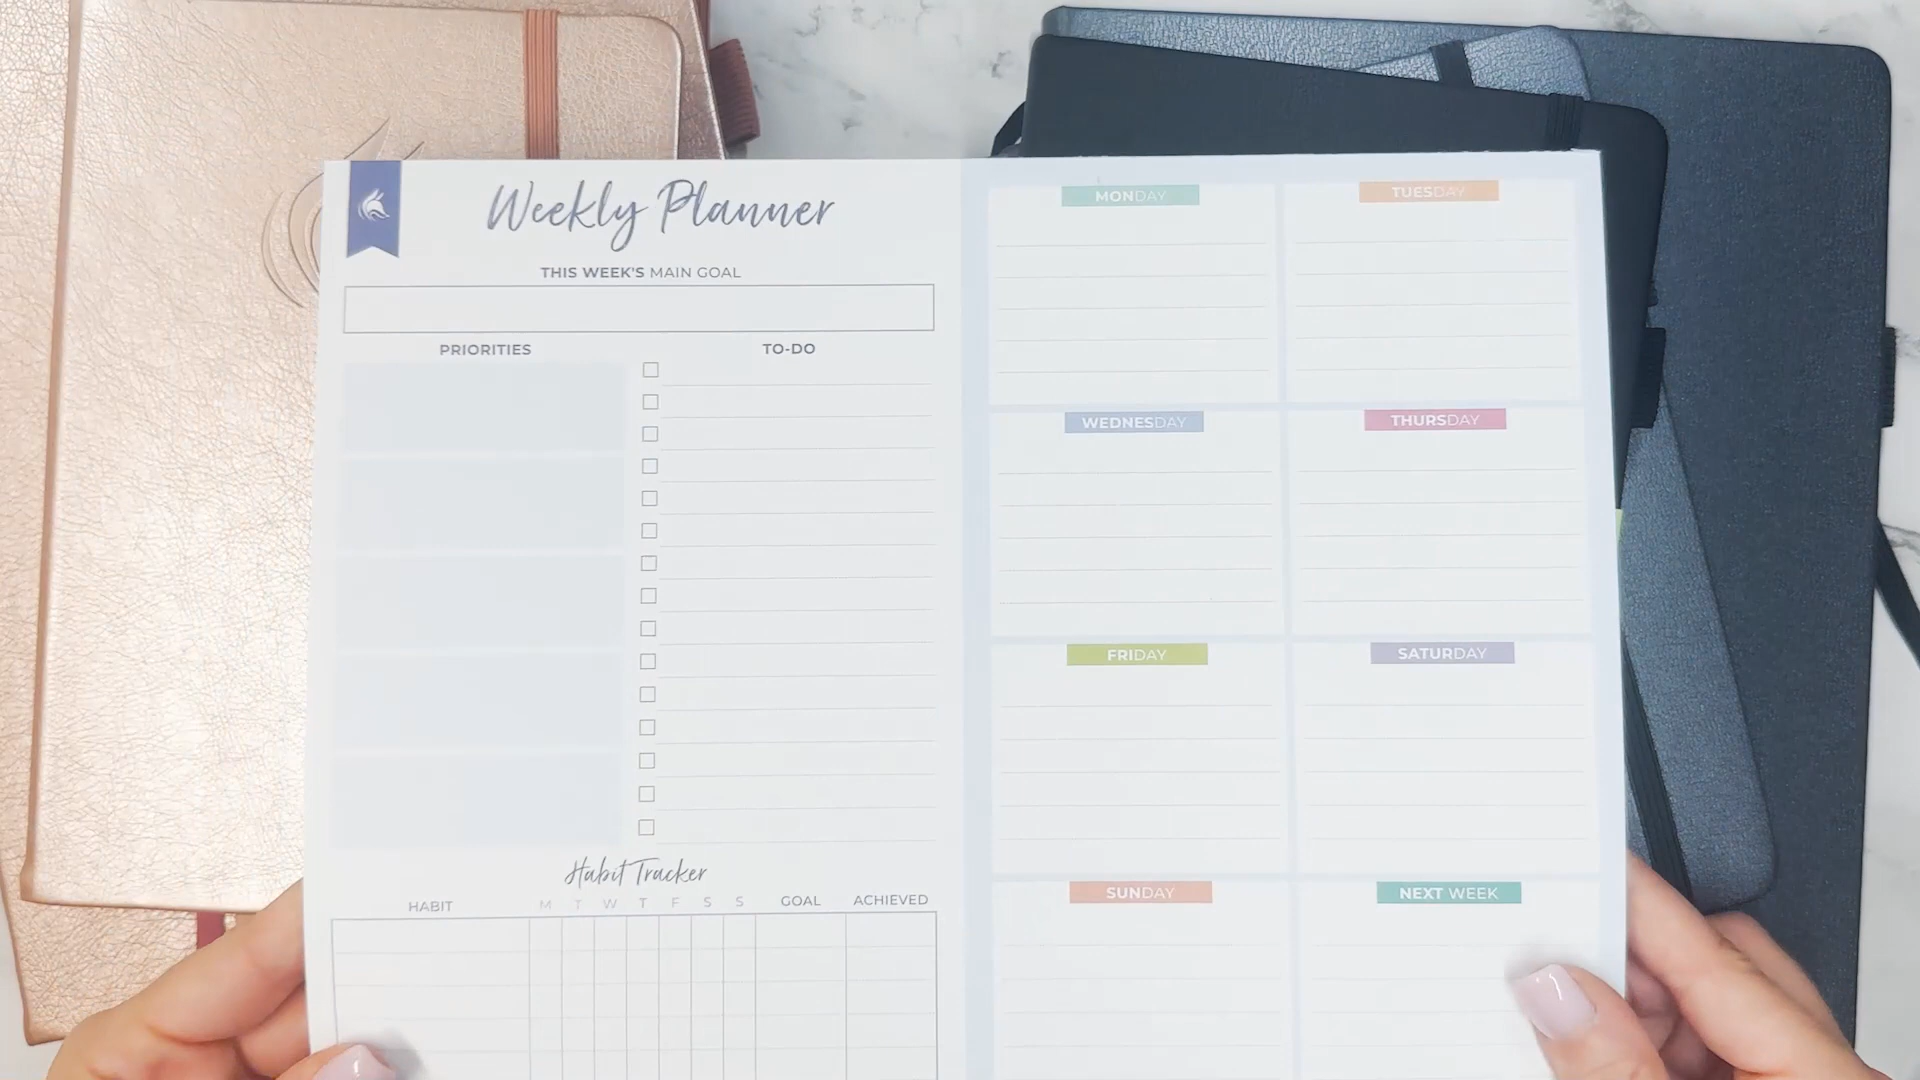 Weekly Planner
THIS WEEK'S MAIN GOAL
PRIORITIES
TO-DO
Habit Tracker
HABIT M T W T F S S GOAL ACHIEVED
MONDAY
TUESDAY
WEDNESDAY
THURSDAY
FRIDAY
SATURDAY
SUNDAY
NEXT WEEK